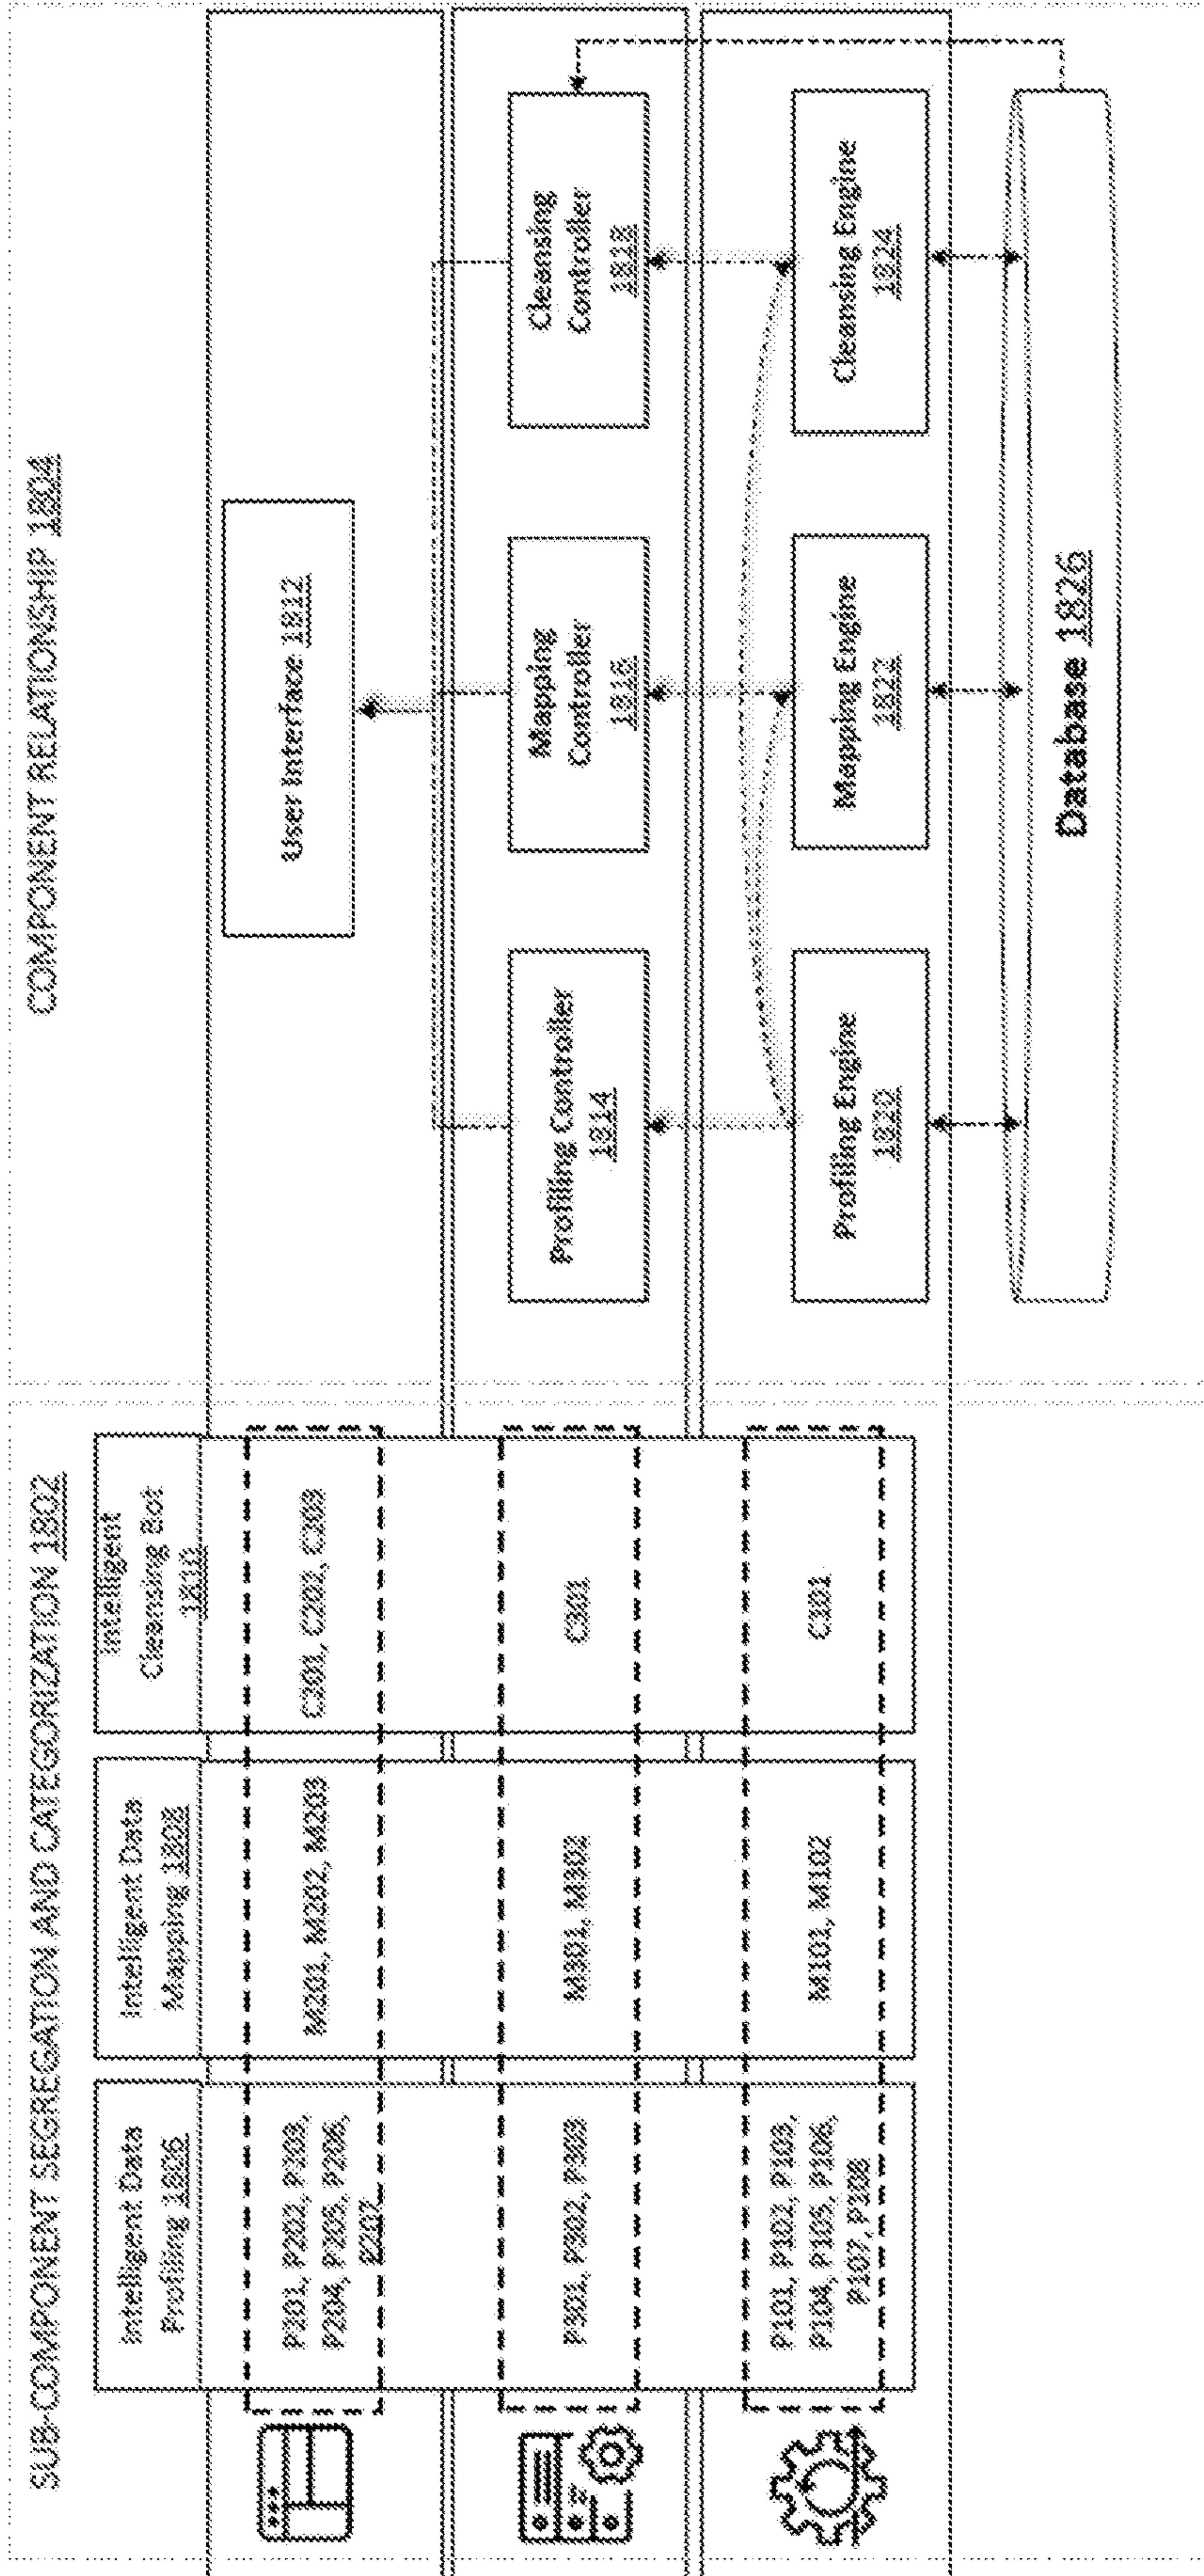 SUB-COMPONENT SEGREGATION AND CATEGORIZATION 1802
Intelligent Data
Profiling 1806
Intelligent Data
Mapping 1808
Intelligent
Cleansing Bot
1810
P202, P203,
P204, P205, P206,
P207
M201, M202, M203
C202, C203
P301, P302, P303
M301, M302
C301
P101, P102, P103,
P104, P105, P106,
P107, P108
M101, M102
C101
COMPONENT RELATIONSHIP 1804
User Interface 1812
Profiling Controller
1814
Mapping
Controller
1816
Cleansing
Controller
1818
Profiling Engine
1820
Mapping Engine
1822
Cleansing Engine
1824
Database 1826